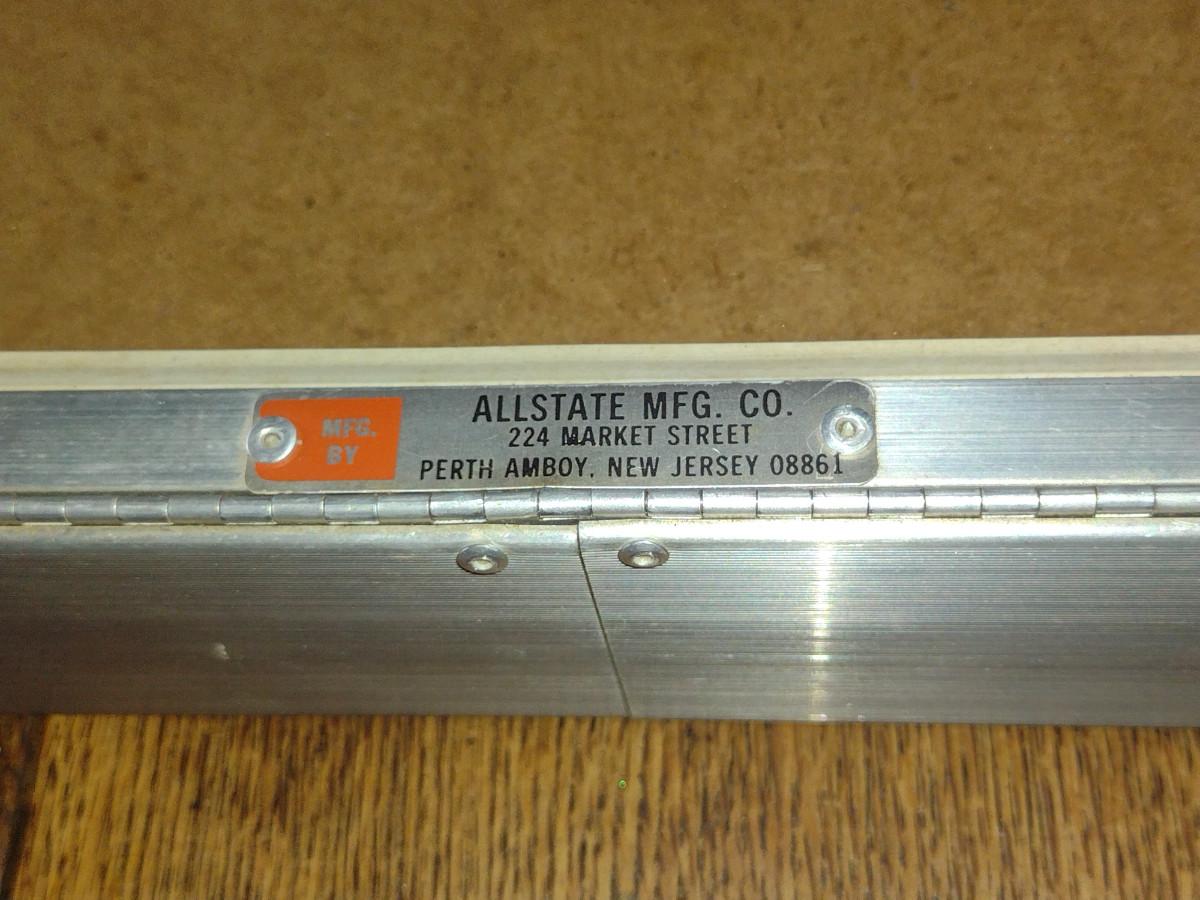 MFG.
BY
ALLSTATE MFG. CO.
224 MARKET STREET
PERTH AMBOY, NEW JERSEY 08861